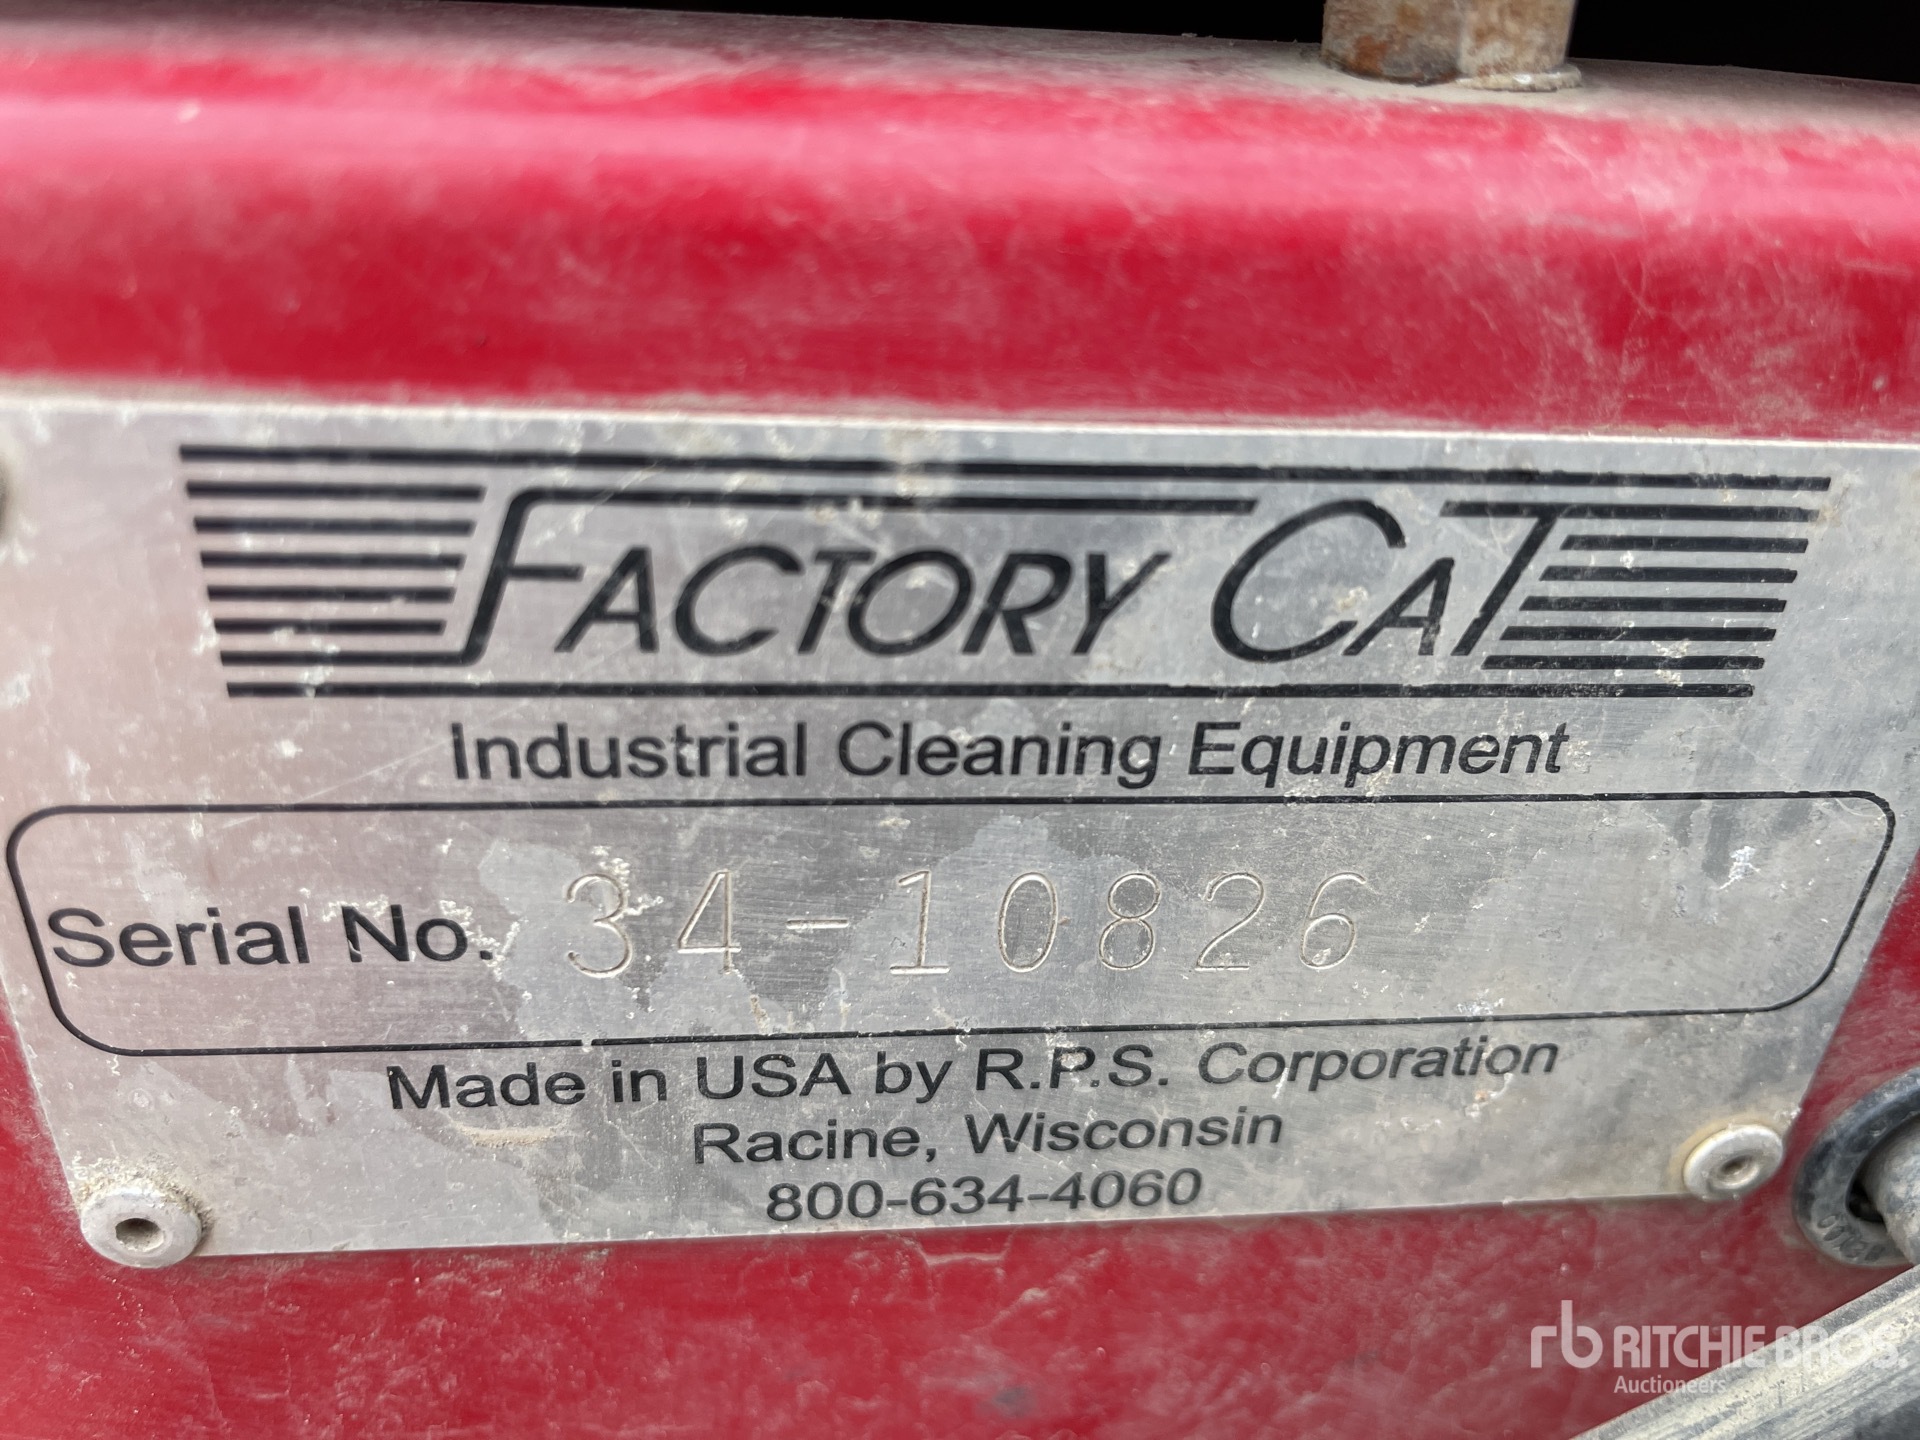 FACTORY CAT
Industrial Cleaning Equipment
Serial No. 34-10826
Made in USA by R.P.S. Corporation
Racine, Wisconsin
800-634-4060
rb RITCHIE BROS.
Auctioneers